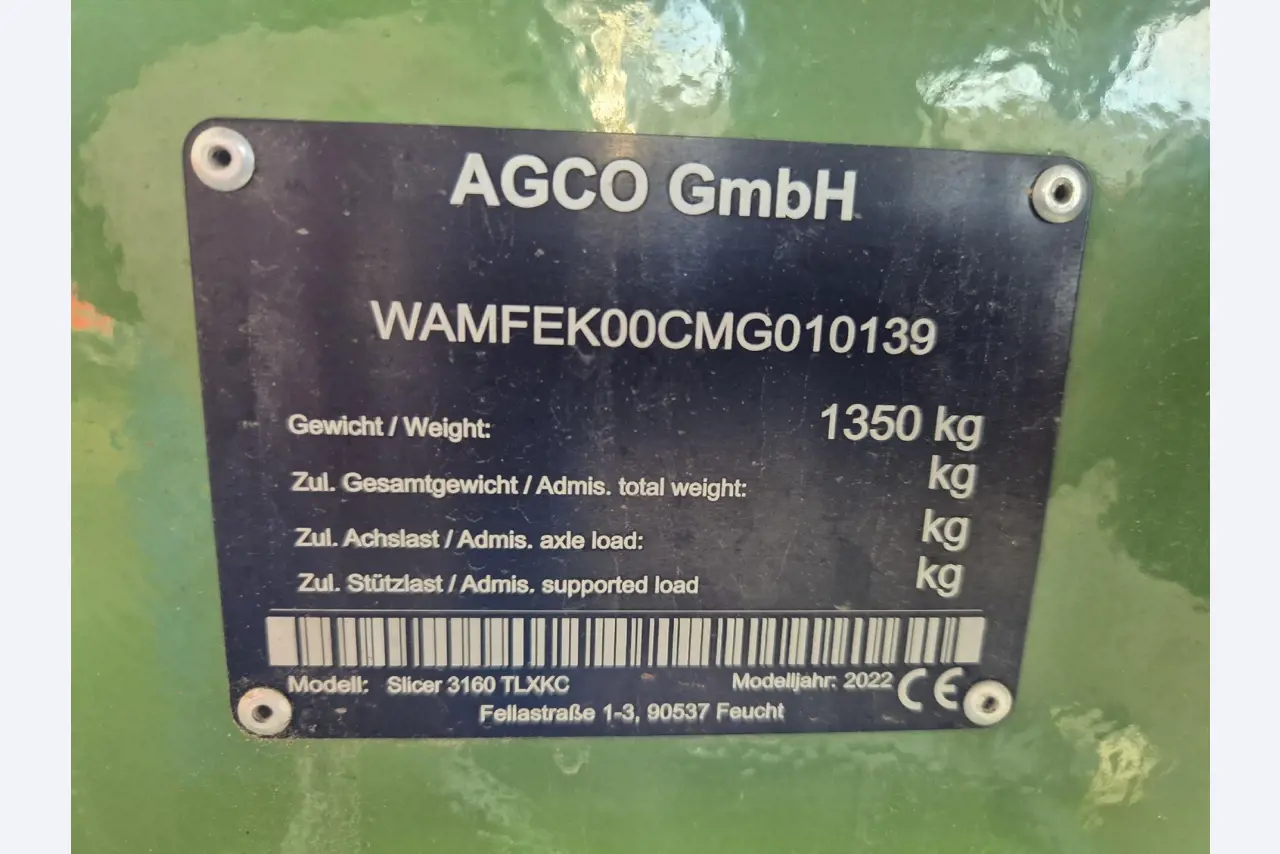 AGCO GmbH
WAMFEK00CMG010139
Gewicht / Weight: 1350 kg
Zul. Gesamtgewicht / Admis. total weight: kg
Zul. Achslast / Admis. axle load: kg
Zul. Stützlast / Admis. supported load kg
Modell: Slicer 3160 TLXKC Modelljahr: 2022 CE
Fellastraße 1-3, 90537 Feucht